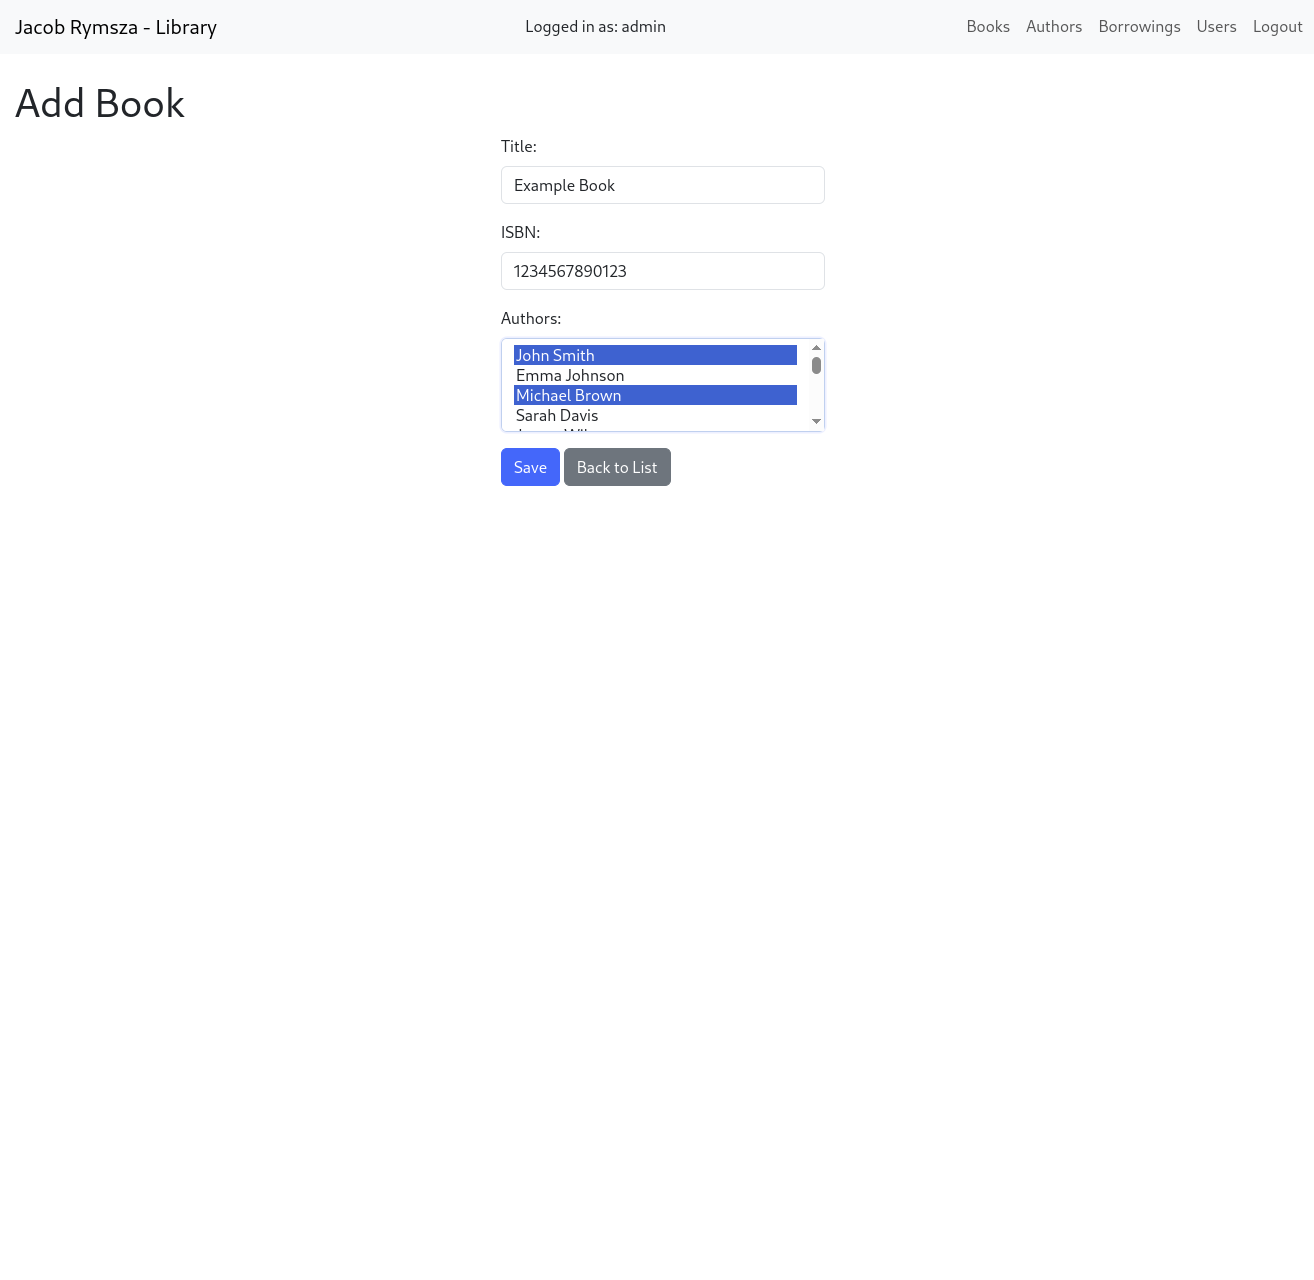 Jacob Rymsza - Library
Logged in as: admin
Books Authors Borrowings Users Logout
Add Book
Title:
Example Book
ISBN:
1234567890123
Authors:
John Smith
Emma Johnson
Michael Brown
Sarah Davis
Save Back to List